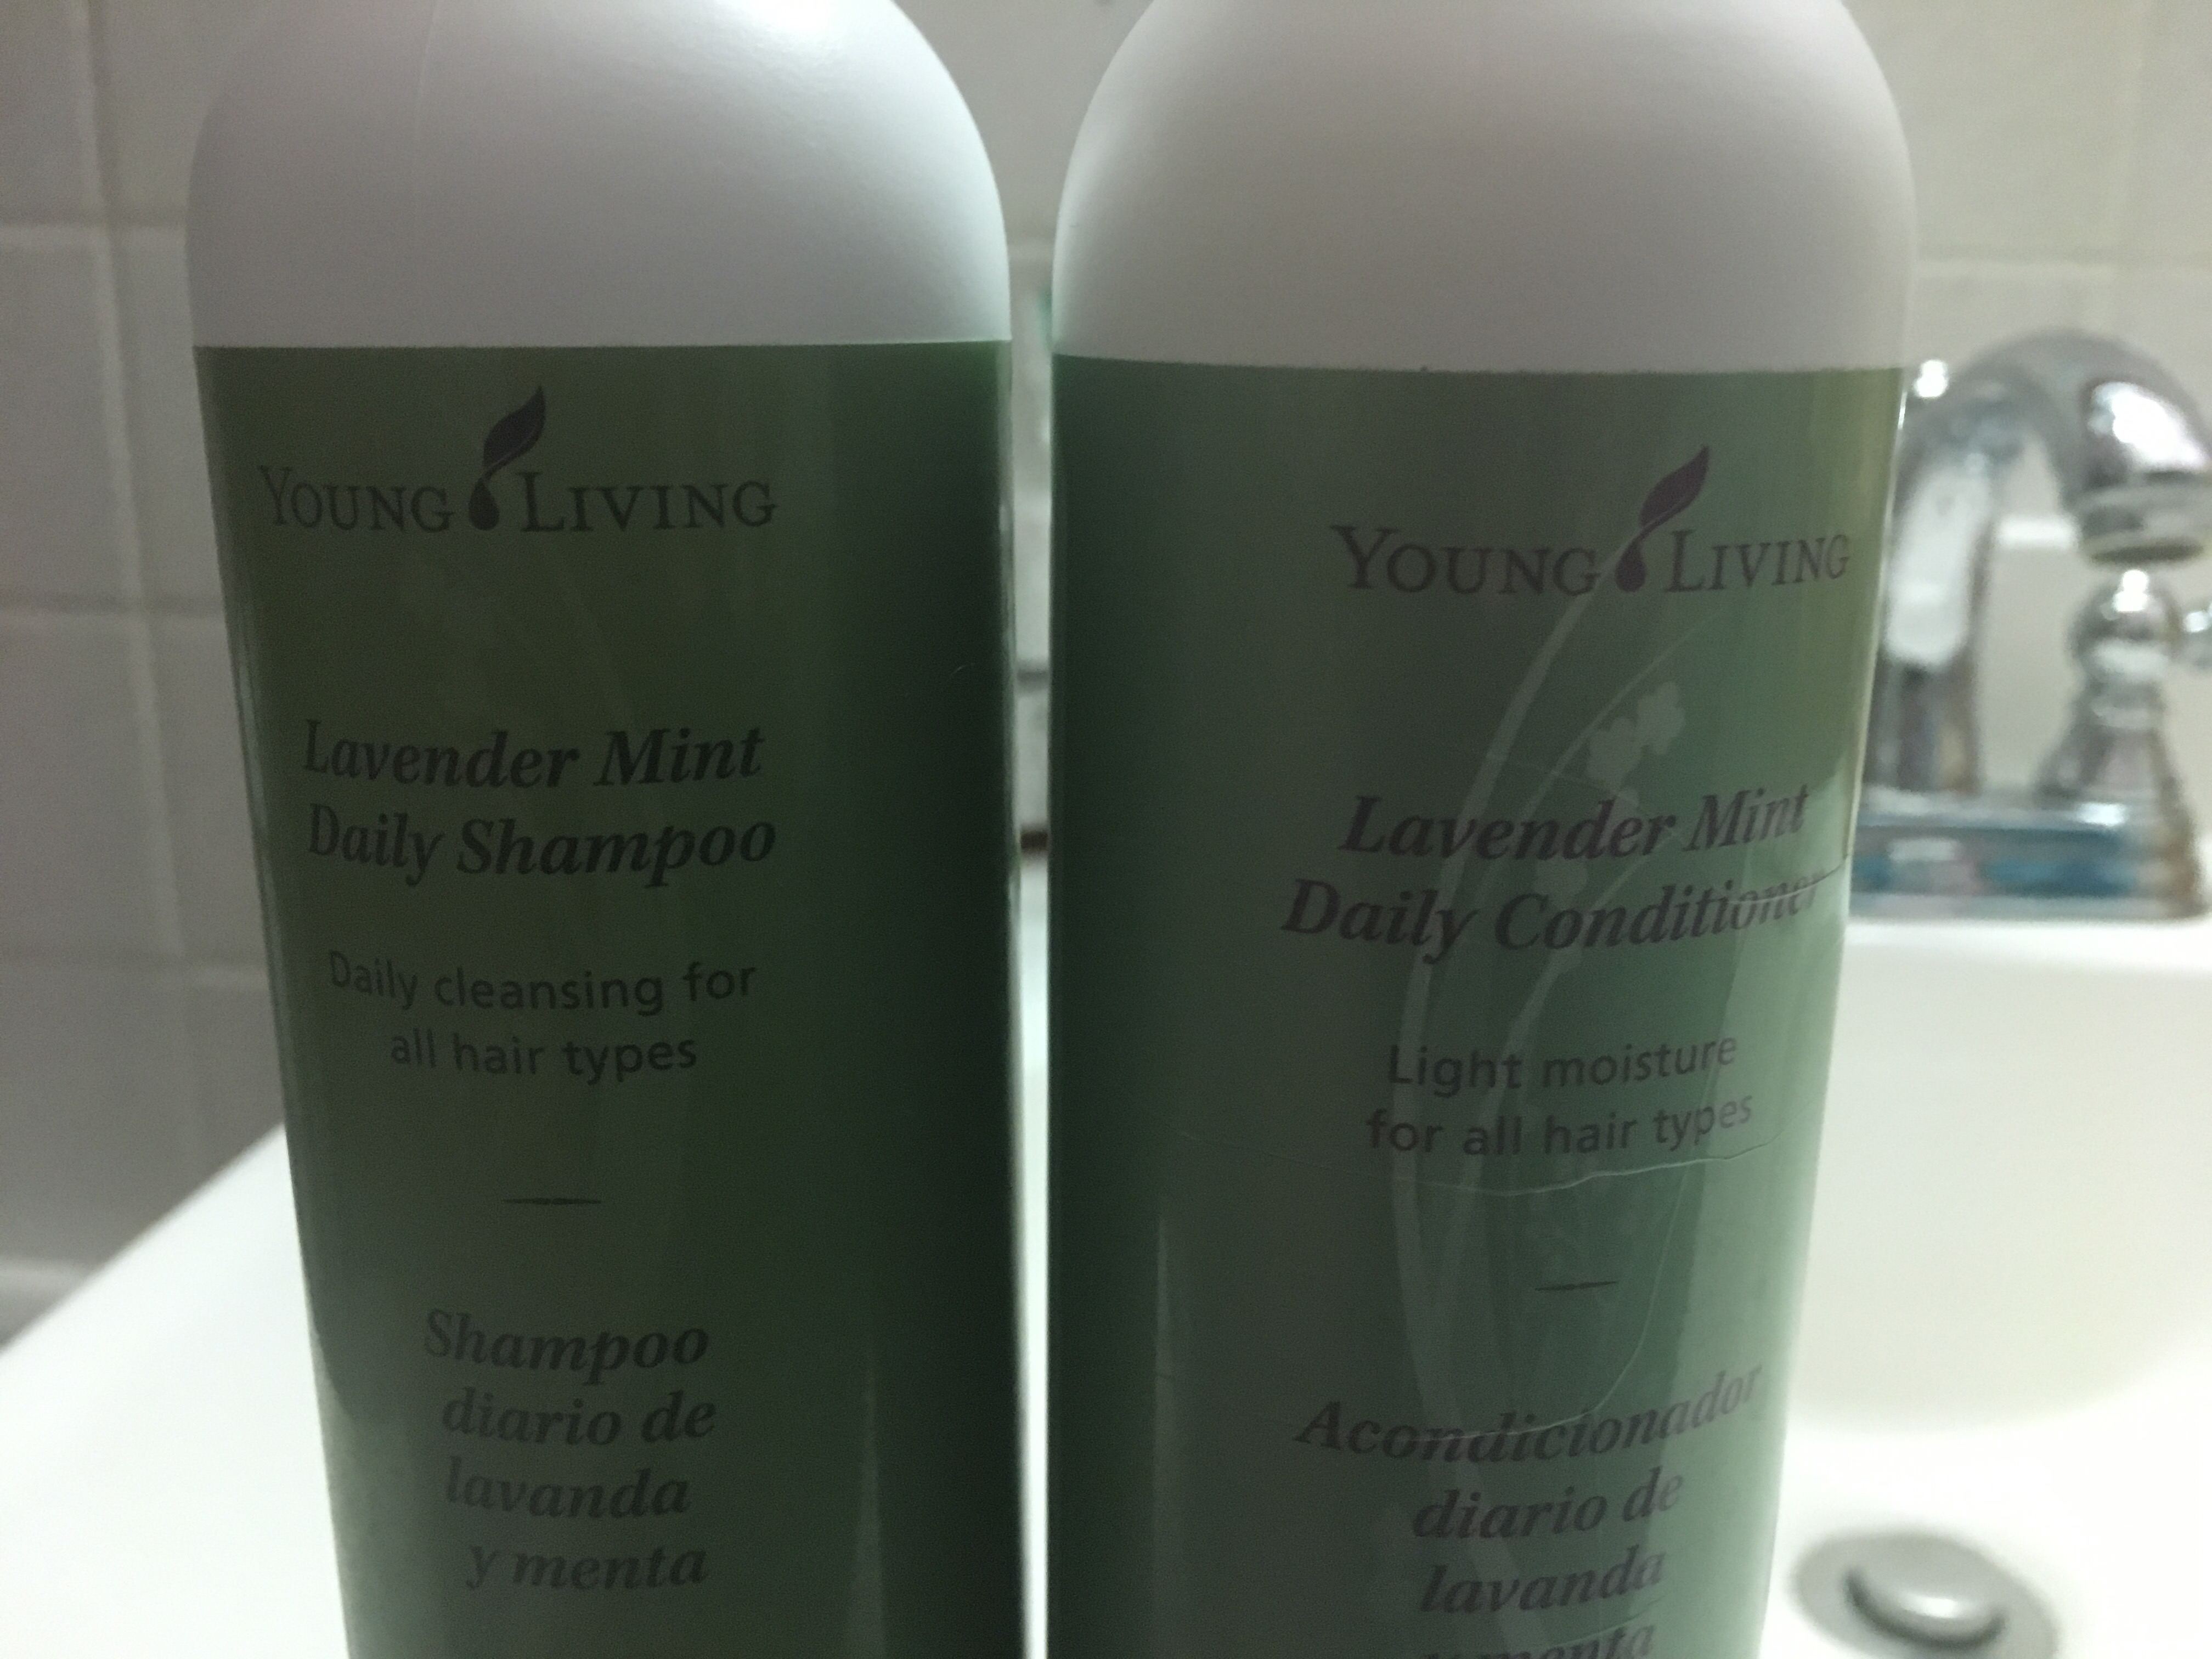 YOUNG LIVING
Lavender Mint
Daily Shampoo
Daily cleansing for
all hair types
Shampoo
diario de
lavanda
y menta
YOUNG LIVING
Lavender Mint
Daily Conditioner
Light moisture
for all hair types
Acondicionador
diario de
lavanda
y menta